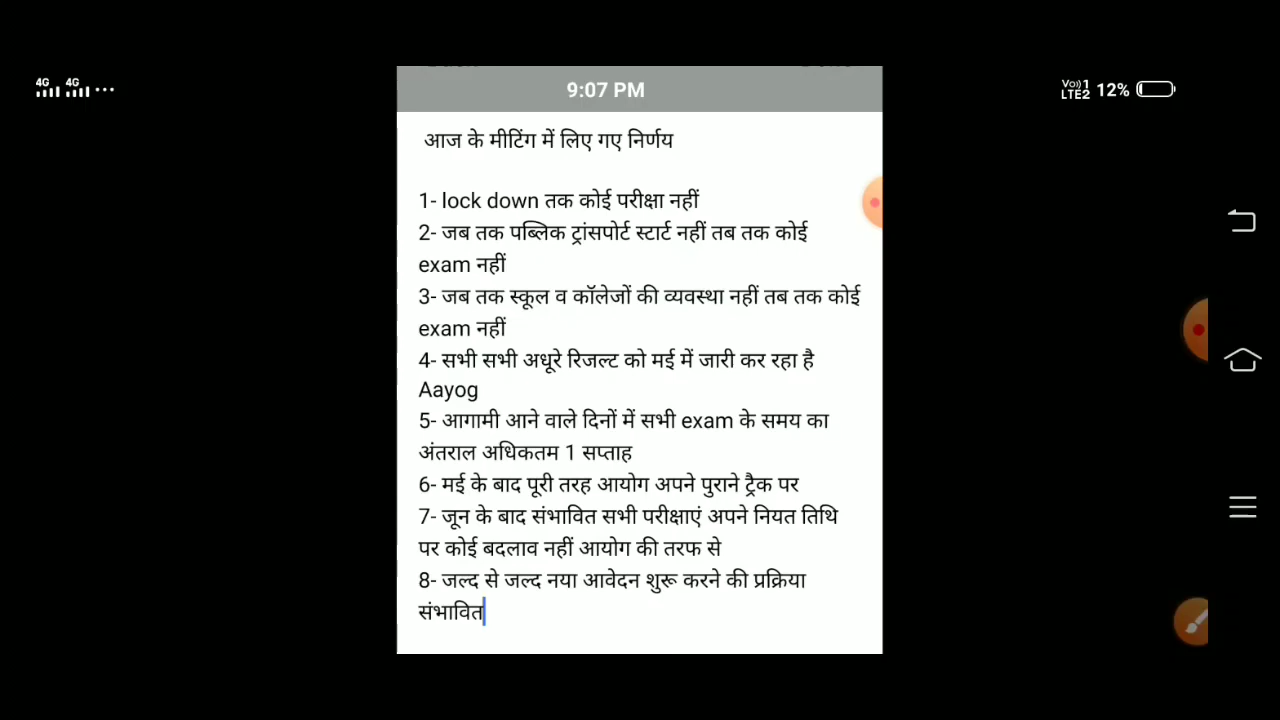 4G 4G
9:07 PM
Vo)) 1
LTE2 12%
आज के मीटिंग में लिए गए निर्णय
1- lock down तक कोई परीक्षा नहीं
2- जब तक पब्लिक ट्रांसपोर्ट स्टार्ट नहीं तब तक कोई
exam नहीं
3- जब तक स्कूल व कॉलेजों की व्यवस्था नहीं तब तक कोई
exam नहीं
4- सभी सभी अधूरे रिजल्ट को मई में जारी कर रहा है
Aayog
5- आगामी आने वाले दिनों में सभी exam के समय का
अंतराल अधिकतम 1 सप्ताह
6- मई के बाद पूरी तरह आयोग अपने पुराने ट्रैक पर
7- जून के बाद संभावित सभी परीक्षाएं अपने नियत तिथि
पर कोई बदलाव नहीं आयोग की तरफ से
8- जल्द से जल्द नया आवेदन शुरू करने की प्रक्रिया
संभावित